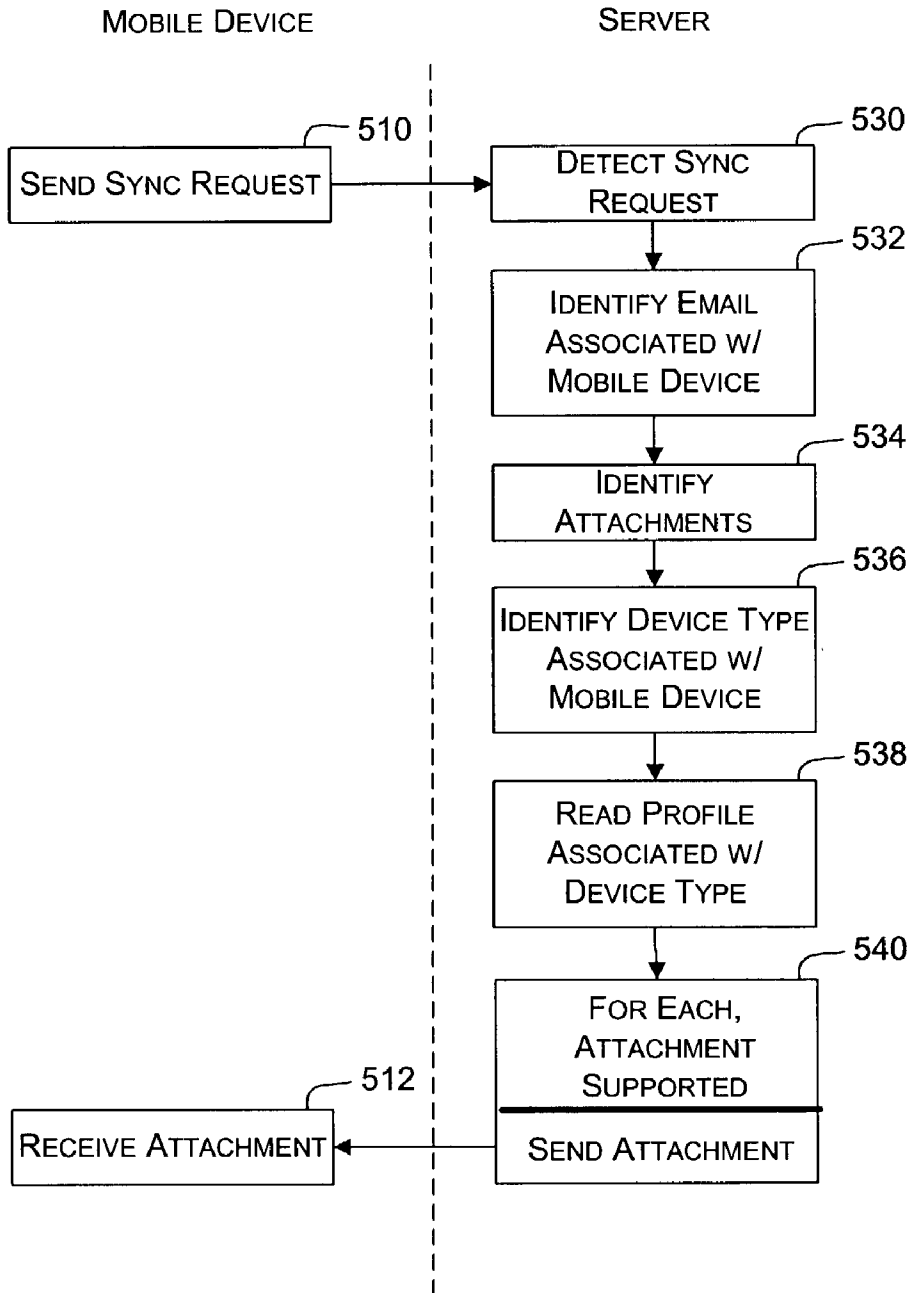 MOBILE DEVICE
SERVER
510
SEND SYNC REQUEST
530
DETECT SYNC
REQUEST
532
IDENTIFY EMAIL
ASSOCIATED W/
MOBILE DEVICE
534
IDENTIFY
ATTACHMENTS
536
IDENTIFY DEVICE TYPE
ASSOCIATED W/
MOBILE DEVICE
538
READ PROFILE
ASSOCIATED W/
DEVICE TYPE
540
FOR EACH,
ATTACHMENT
SUPPORTED
512
RECEIVE ATTACHMENT
SEND ATTACHMENT